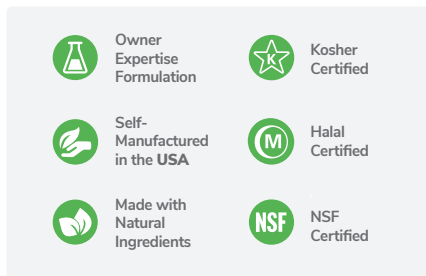 Owner
Expertise
Formulation
K
Kosher
Certified
Self-
Manufactured
in the USA
M
Halal
Certified
Made with
Natural
Ingredients
NSF
NSF
Certified